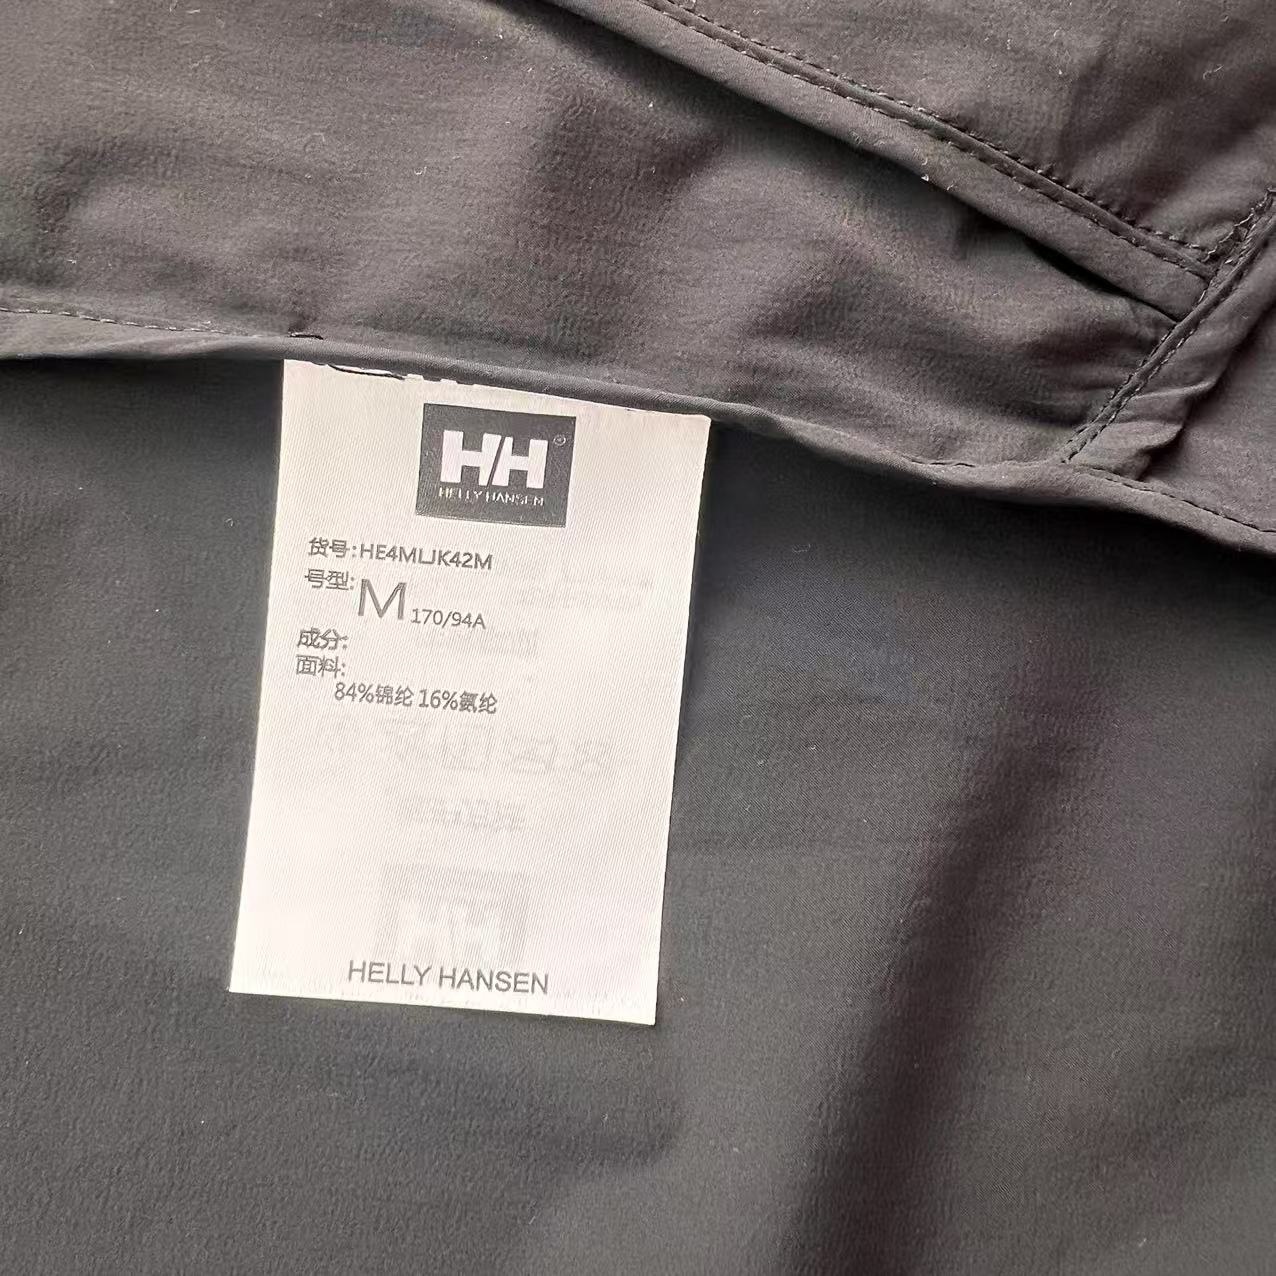 HH®
HELLY HANSEN
货号:HE4MLJK42M
号型:M 170/94A
成分:
面料:
84%锦纶 16%氨纶
HELLY HANSEN